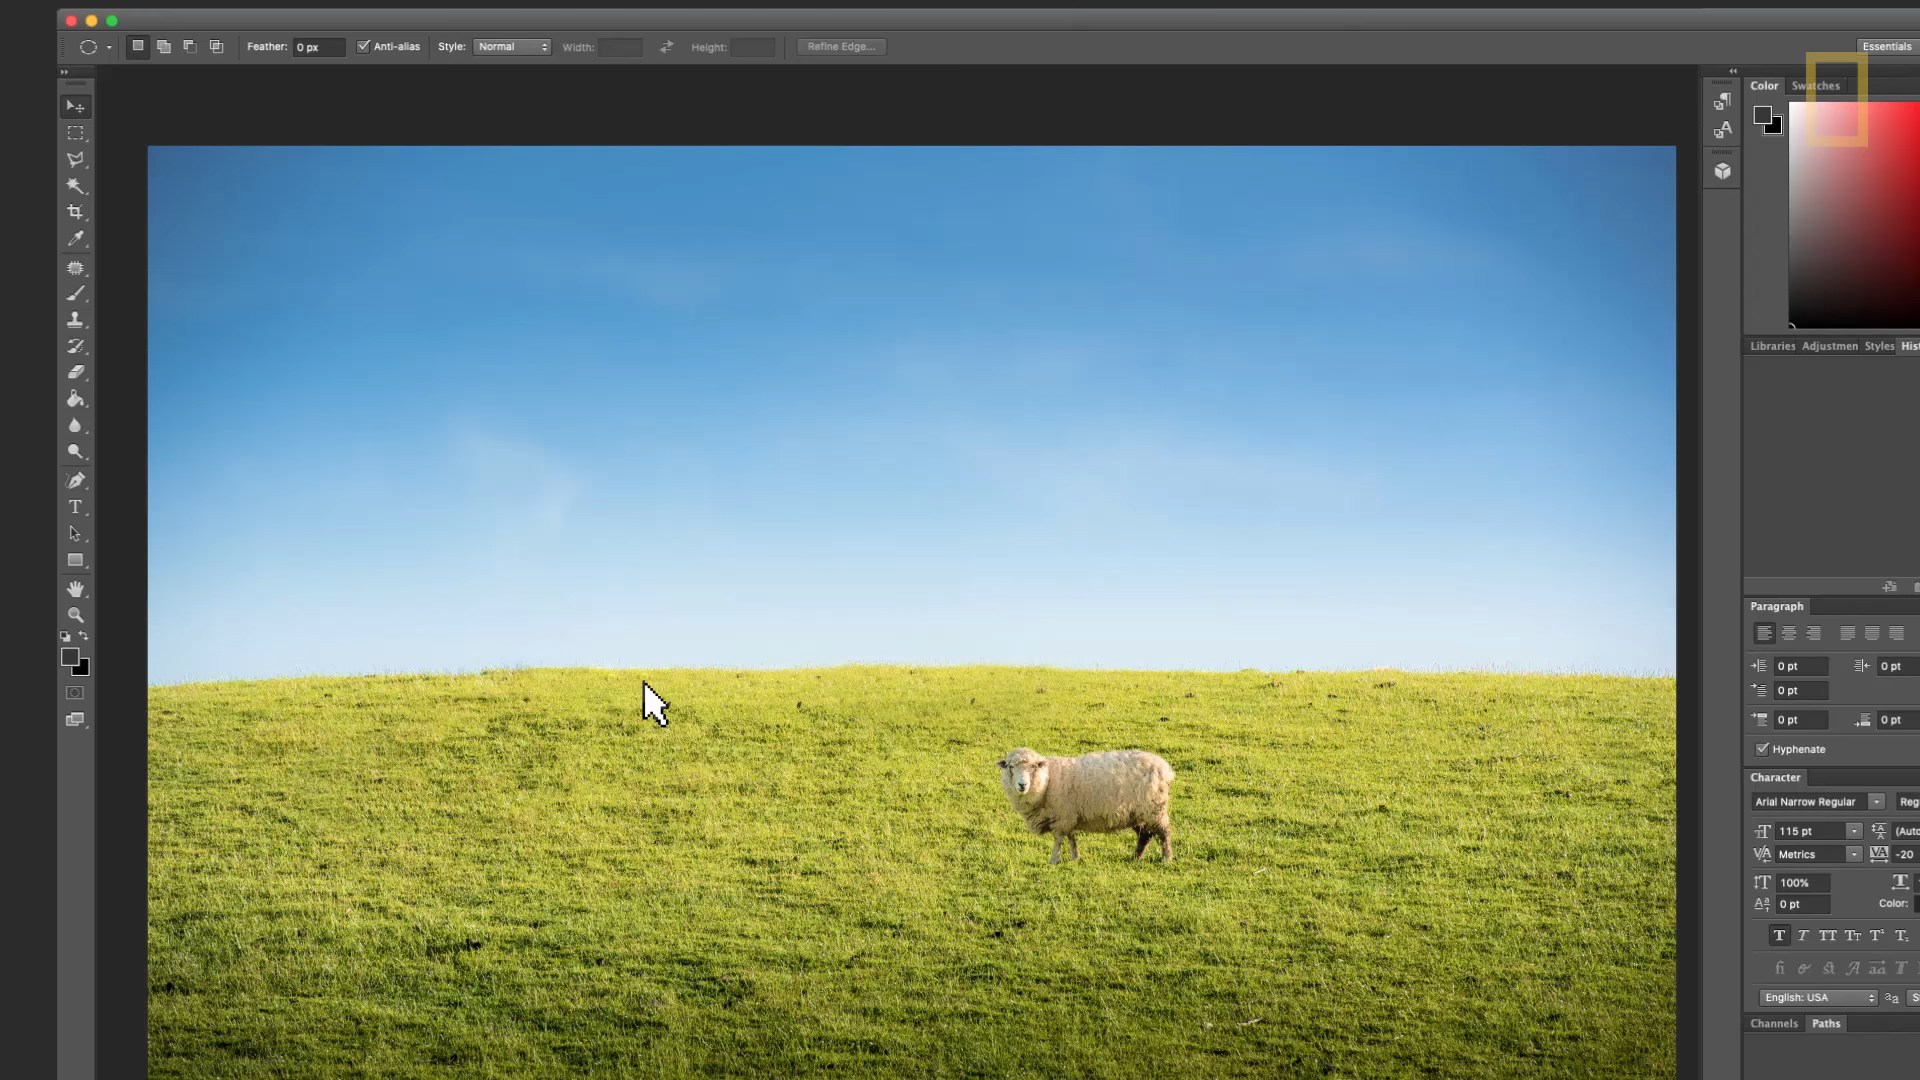 Feather: 0 px Anti-alias Style: Normal Width: Height: Refine Edge... Essentials
Color Swatches
Libraries Adjustmen Styles Hist
Paragraph
0 pt 0 pt
0 pt
0 pt 0 pt
Hyphenate
Character
Arial Narrow Regular Reg
115 pt (Auto
Metrics -20
100%
0 pt Color:
English: USA
Channels Paths